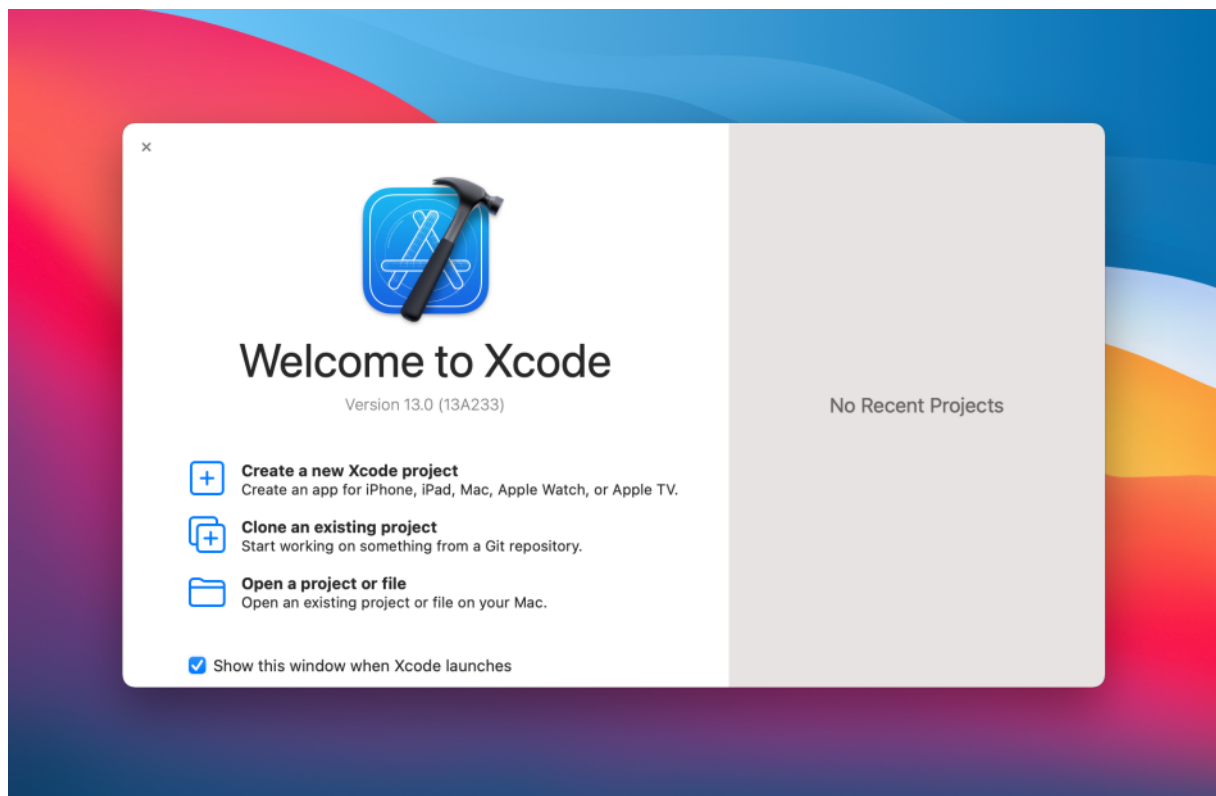 Welcome to Xcode
Version 13.0 (13A233)
Create a new Xcode project
Create an app for iPhone, iPad, Mac, Apple Watch, or Apple TV.
Clone an existing project
Start working on something from a Git repository.
Open a project or file
Open an existing project or file on your Mac.
Show this window when Xcode launches
No Recent Projects